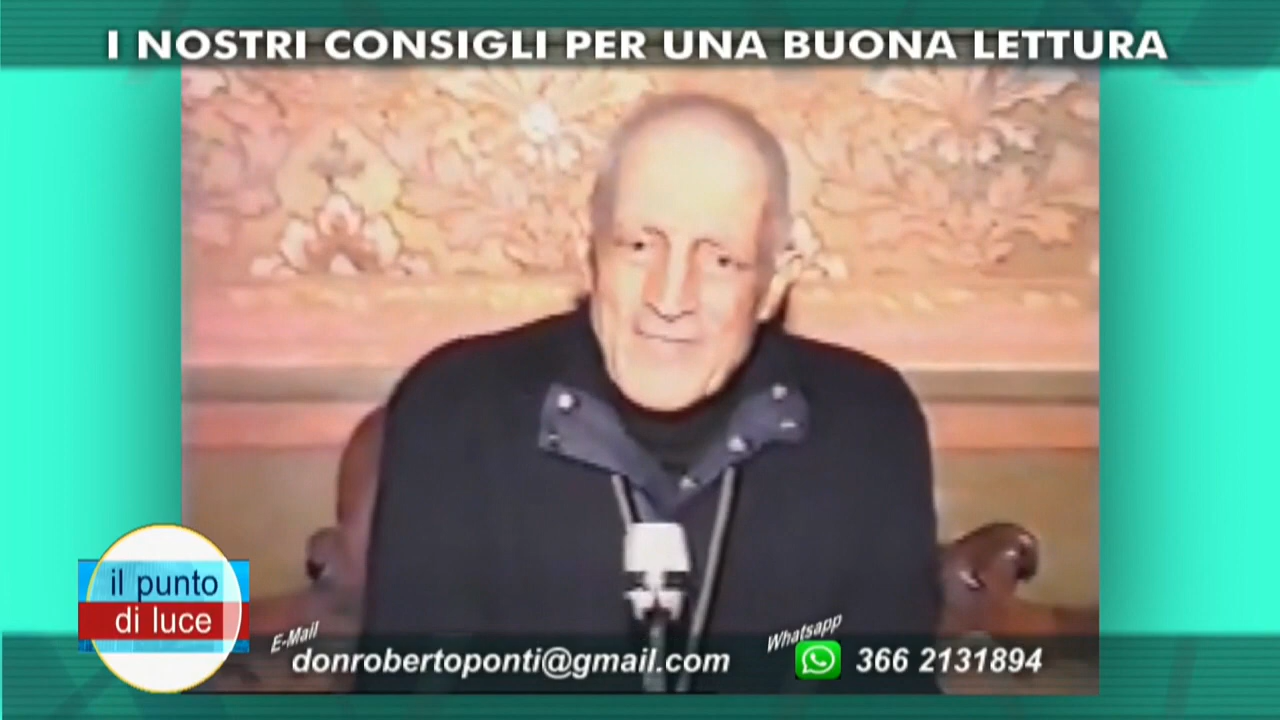 I NOSTRI CONSIGLI PER UNA BUONA LETTURA
il punto
di luce
E-Mail
donrobertoponti@gmail.com
Whatsapp
366 2131894